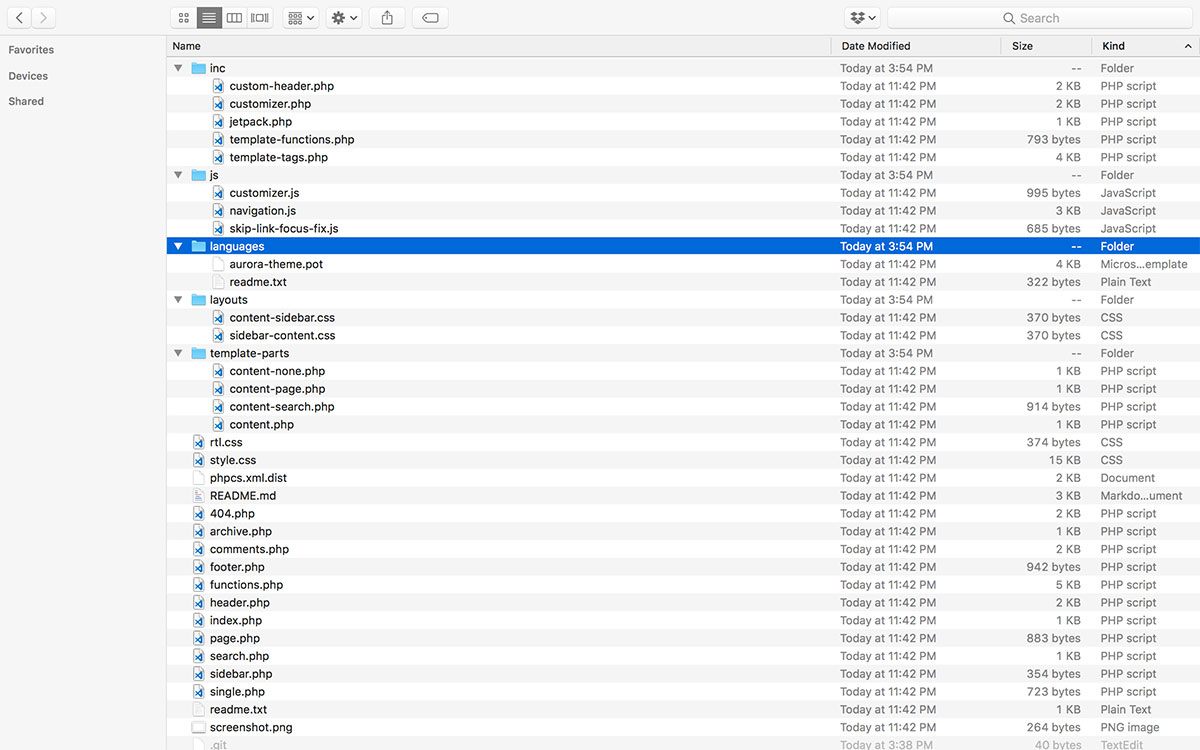 Search
Favorites
Devices
Shared
Name Date Modified Size Kind
inc Today at 3:54 PM -- Folder
custom-header.php Today at 11:42 PM 2 KB PHP script
customizer.php Today at 11:42 PM 2 KB PHP script
jetpack.php Today at 11:42 PM 1 KB PHP script
template-functions.php Today at 11:42 PM 793 bytes PHP script
template-tags.php Today at 11:42 PM 4 KB PHP script
js Today at 3:54 PM -- Folder
customizer.js Today at 11:42 PM 995 bytes JavaScript
navigation.js Today at 11:42 PM 3 KB JavaScript
skip-link-focus-fix.js Today at 11:42 PM 685 bytes JavaScript
languages Today at 3:54 PM -- Folder
aurora-theme.pot Today at 11:42 PM 4 KB Micros...emplate
readme.txt Today at 11:42 PM 322 bytes Plain Text
layouts Today at 3:54 PM -- Folder
content-sidebar.css Today at 11:42 PM 370 bytes CSS
sidebar-content.css Today at 11:42 PM 370 bytes CSS
template-parts Today at 3:54 PM -- Folder
content-none.php Today at 11:42 PM 1 KB PHP script
content-page.php Today at 11:42 PM 1 KB PHP script
content-search.php Today at 11:42 PM 914 bytes PHP script
content.php Today at 11:42 PM 1 KB PHP script
rtl.css Today at 11:42 PM 374 bytes CSS
style.css Today at 11:42 PM 15 KB CSS
phpcs.xml.dist Today at 11:42 PM 2 KB Document
README.md Today at 11:42 PM 3 KB Markdo...ument
404.php Today at 11:42 PM 2 KB PHP script
archive.php Today at 11:42 PM 1 KB PHP script
comments.php Today at 11:42 PM 2 KB PHP script
footer.php Today at 11:42 PM 942 bytes PHP script
functions.php Today at 11:42 PM 5 KB PHP script
header.php Today at 11:42 PM 2 KB PHP script
index.php Today at 11:42 PM 1 KB PHP script
page.php Today at 11:42 PM 883 bytes PHP script
search.php Today at 11:42 PM 1 KB PHP script
sidebar.php Today at 11:42 PM 354 bytes PHP script
single.php Today at 11:42 PM 723 bytes PHP script
readme.txt Today at 11:42 PM 1 KB Plain Text
screenshot.png Today at 11:42 PM 264 bytes PNG image
.git Today at 3:38 PM 40 bytes TextEdit